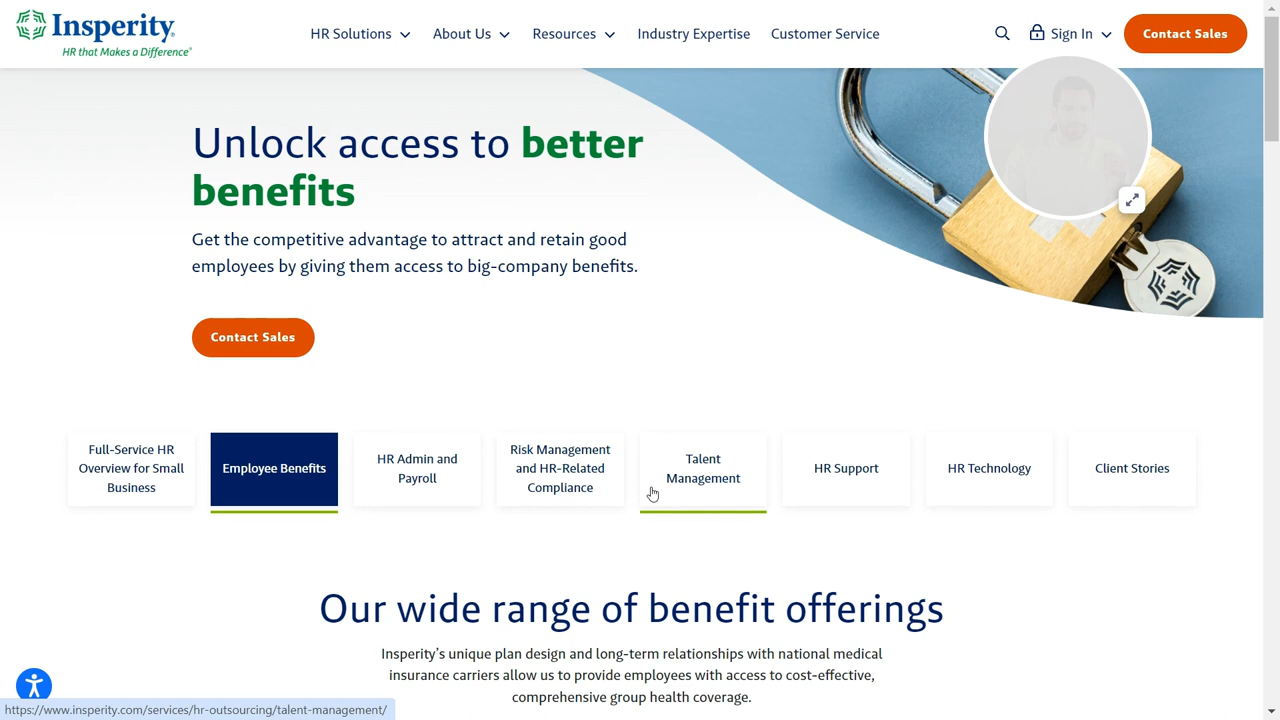 Insperity
HR that Makes a Difference®
HR Solutions
About Us
Resources
Industry Expertise
Customer Service
Sign In
Contact Sales
Unlock access to better
benefits
Get the competitive advantage to attract and retain good
employees by giving them access to big-company benefits.
Contact Sales
Full-Service HR
Overview for Small
Business
Employee Benefits
HR Admin and
Payroll
Risk Management
and HR-Related
Compliance
Talent
Management
HR Support
HR Technology
Client Stories
Our wide range of benefit offerings
Insperity’s unique plan design and long-term relationships with national medical
insurance carriers allow us to provide employees with access to cost-effective,
comprehensive group health coverage.
https://www.insperity.com/services/hr-outsourcing/talent-management/